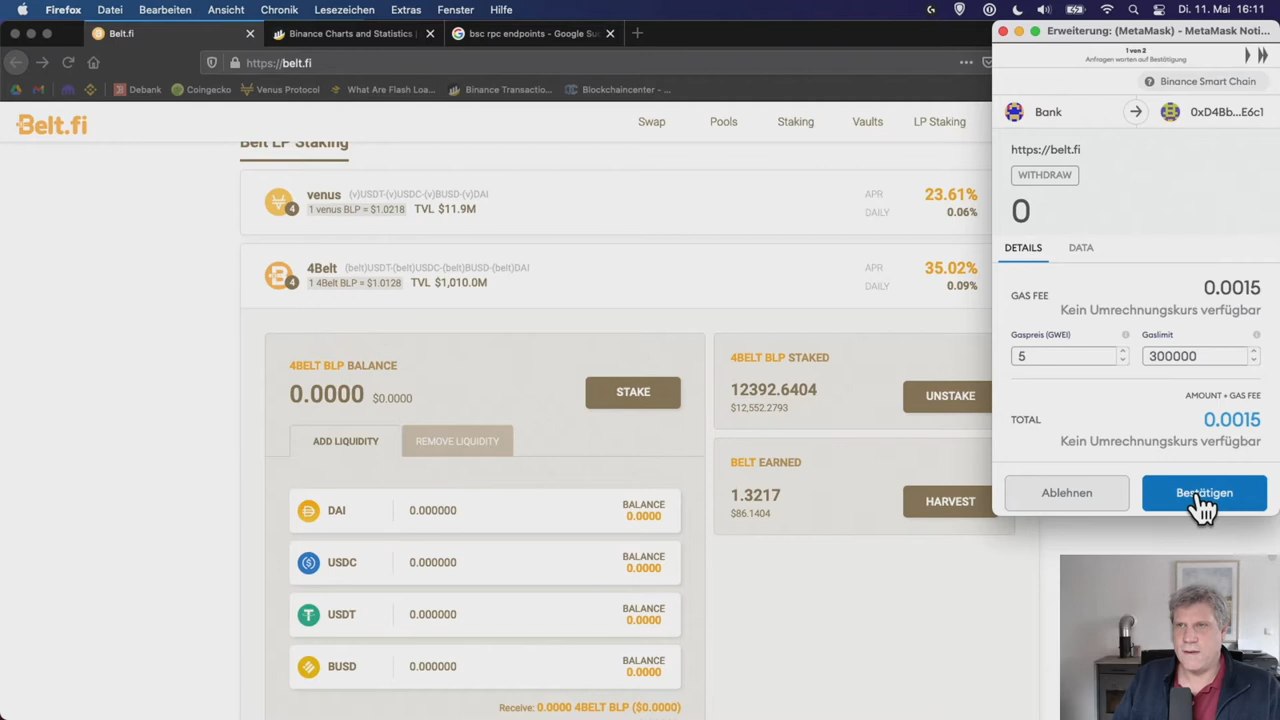 Firefox Datei Bearbeiten Ansicht Chronik Lesezeichen Extras Fenster Hilfe
Di. 11. Mai 16:11
Belt.fi
Binance Charts and Statistics |
bsc rpc endpoints - Google Su
https://belt.fi
Debank
Coingecko
Venus Protocol
What Are Flash Loa...
Binance Transactio...
Blockchaincenter - ...
Belt.fi
Swap
Pools
Staking
Vaults
LP Staking
Belt LP Staking
venus (v)USDT-(v)USDC-(v)BUSD-(v)DAI
1 venus BLP = $1.0218 TVL $11.9M
APR 23.61%
DAILY 0.06%
4
4Belt (belt)USDT-(belt)USDC-(belt)BUSD-(belt)DAI
1 4Belt BLP = $1.0128 TVL $1,010.0M
APR 35.02%
DAILY 0.09%
4
4BELT BLP BALANCE
0.0000 $0.0000
STAKE
ADD LIQUIDITY
REMOVE LIQUIDITY
DAI 0.000000 BALANCE
0.0000
USDC 0.000000 BALANCE
0.0000
USDT 0.000000 BALANCE
0.0000
BUSD 0.000000 BALANCE
0.0000
Receive: 0.0000 4BELT BLP ($0.0000)
4BELT BLP STAKED
12392.6404
$12,552.2793
UNSTAKE
BELT EARNED
1.3217
$86.1404
HARVEST
Erweiterung: (MetaMask) - MetaMask Noti...
1 von 2
Anfragen warten auf Bestätigung
Binance Smart Chain
Bank
0xD4Bb...E6c1
https://belt.fi
WITHDRAW
0
DETAILS
DATA
GAS FEE
0.0015
Kein Umrechnungskurs verfügbar
Gaspreis (GWEI)
Gaslimit
5
300000
AMOUNT + GAS FEE
TOTAL
0.0015
Kein Umrechnungskurs verfügbar
Ablehnen
Bestätigen